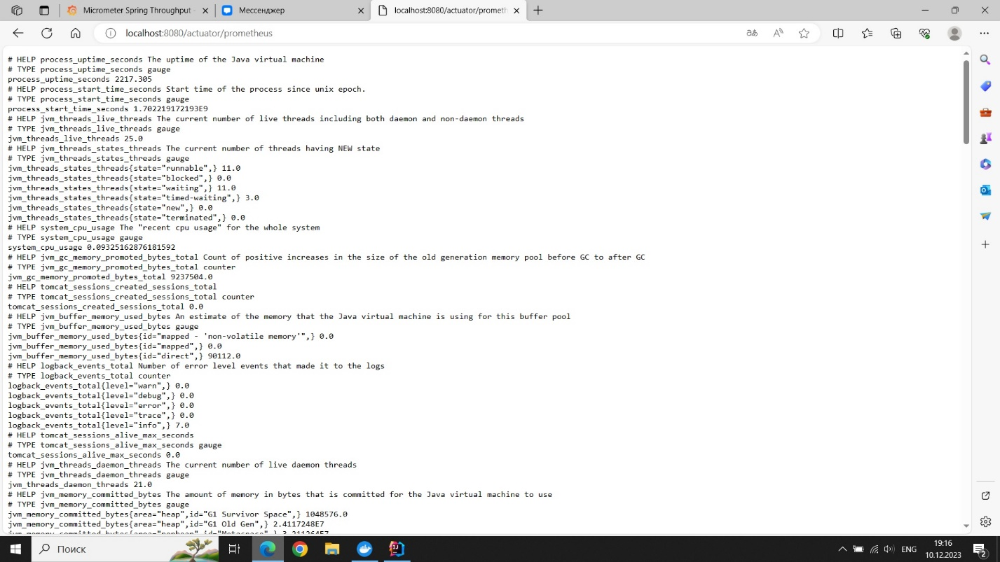 Micrometer Spring Throughput -
Мессенджер
localhost:8080/actuator/prometh
localhost:8080/actuator/prometheus
# HELP process_uptime_seconds The uptime of the Java virtual machine
# TYPE process_uptime_seconds gauge
process_uptime_seconds 2217.305
# HELP process_start_time_seconds Start time of the process since unix epoch.
# TYPE process_start_time_seconds gauge
process_start_time_seconds 1.702219172193E9
# HELP jvm_threads_live_threads The current number of live threads including both daemon and non-daemon threads
# TYPE jvm_threads_live_threads gauge
jvm_threads_live_threads 25.0
# HELP jvm_threads_states_threads The current number of threads having NEW state
# TYPE jvm_threads_states_threads gauge
jvm_threads_states_threads{state="runnable",} 11.0
jvm_threads_states_threads{state="blocked",} 0.0
jvm_threads_states_threads{state="waiting",} 11.0
jvm_threads_states_threads{state="timed-waiting",} 3.0
jvm_threads_states_threads{state="new",} 0.0
jvm_threads_states_threads{state="terminated",} 0.0
# HELP system_cpu_usage The "recent cpu usage" for the whole system
# TYPE system_cpu_usage gauge
system_cpu_usage 0.09325162876181592
# HELP jvm_gc_memory_promoted_bytes_total Count of positive increases in the size of the old generation memory pool before GC to after GC
# TYPE jvm_gc_memory_promoted_bytes_total counter
jvm_gc_memory_promoted_bytes_total 9237504.0
# HELP tomcat_sessions_created_sessions_total
# TYPE tomcat_sessions_created_sessions_total counter
tomcat_sessions_created_sessions_total 0.0
# HELP jvm_buffer_memory_used_bytes An estimate of the memory that the Java virtual machine is using for this buffer pool
# TYPE jvm_buffer_memory_used_bytes gauge
jvm_buffer_memory_used_bytes{id="mapped - 'non-volatile memory'",} 0.0
jvm_buffer_memory_used_bytes{id="mapped",} 0.0
jvm_buffer_memory_used_bytes{id="direct",} 90112.0
# HELP logback_events_total Number of error level events that made it to the logs
# TYPE logback_events_total counter
logback_events_total{level="warn",} 0.0
logback_events_total{level="debug",} 0.0
logback_events_total{level="error",} 0.0
logback_events_total{level="trace",} 0.0
logback_events_total{level="info",} 7.0
# HELP tomcat_sessions_alive_max_seconds
# TYPE tomcat_sessions_alive_max_seconds gauge
tomcat_sessions_alive_max_seconds 0.0
# HELP jvm_threads_daemon_threads The current number of live daemon threads
# TYPE jvm_threads_daemon_threads gauge
jvm_threads_daemon_threads 21.0
# HELP jvm_memory_committed_bytes The amount of memory in bytes that is committed for the Java virtual machine to use
# TYPE jvm_memory_committed_bytes gauge
jvm_memory_committed_bytes{area="heap",id="G1 Survivor Space",} 1048576.0
jvm_memory_committed_bytes{area="heap",id="G1 Old Gen",} 2.4117248E7
Поиск
ENG
19:16
10.12.2023
2